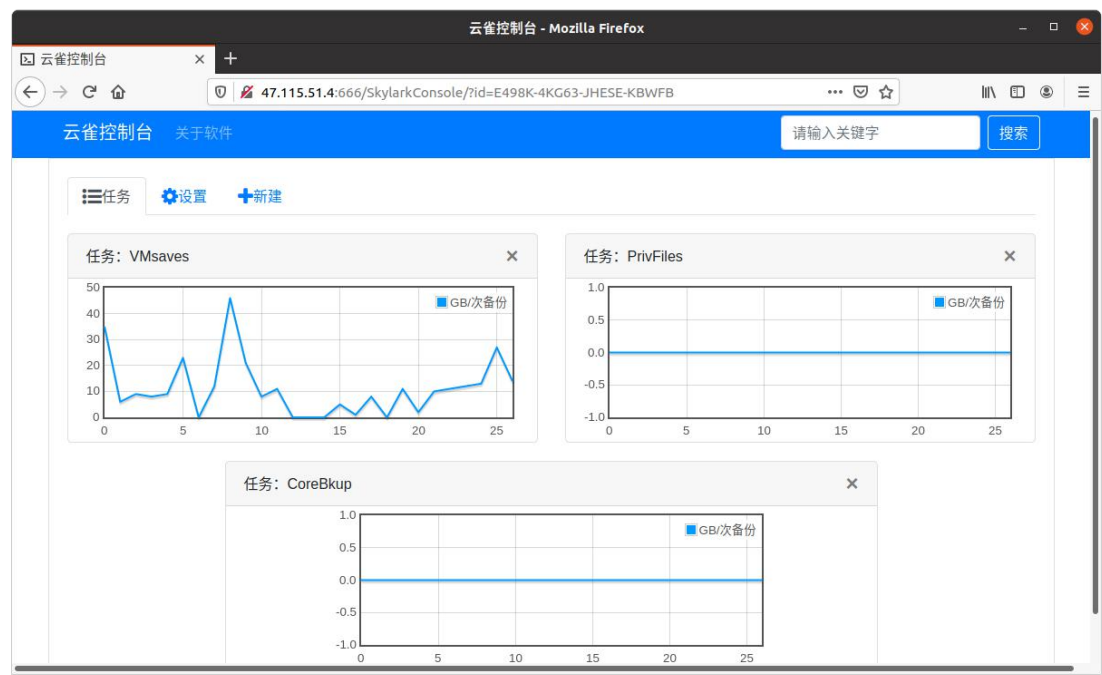 云雀控制台 - Mozilla Firefox
云雀控制台
47.115.51.4:666/SkylarkConsole/?id=E498K-4KG63-JHESE-KBWFB
云雀控制台 关于软件 请输入关键字 搜索
任务 设置 新建
任务：VMsaves
50
40
30
20
10
0
GB/次备份
0 5 10 15 20 25
任务：PrivFiles
1.0
0.5
0.0
-0.5
-1.0
GB/次备份
0 5 10 15 20 25
任务：CoreBkup
1.0
0.5
0.0
-0.5
-1.0
GB/次备份
0 5 10 15 20 25